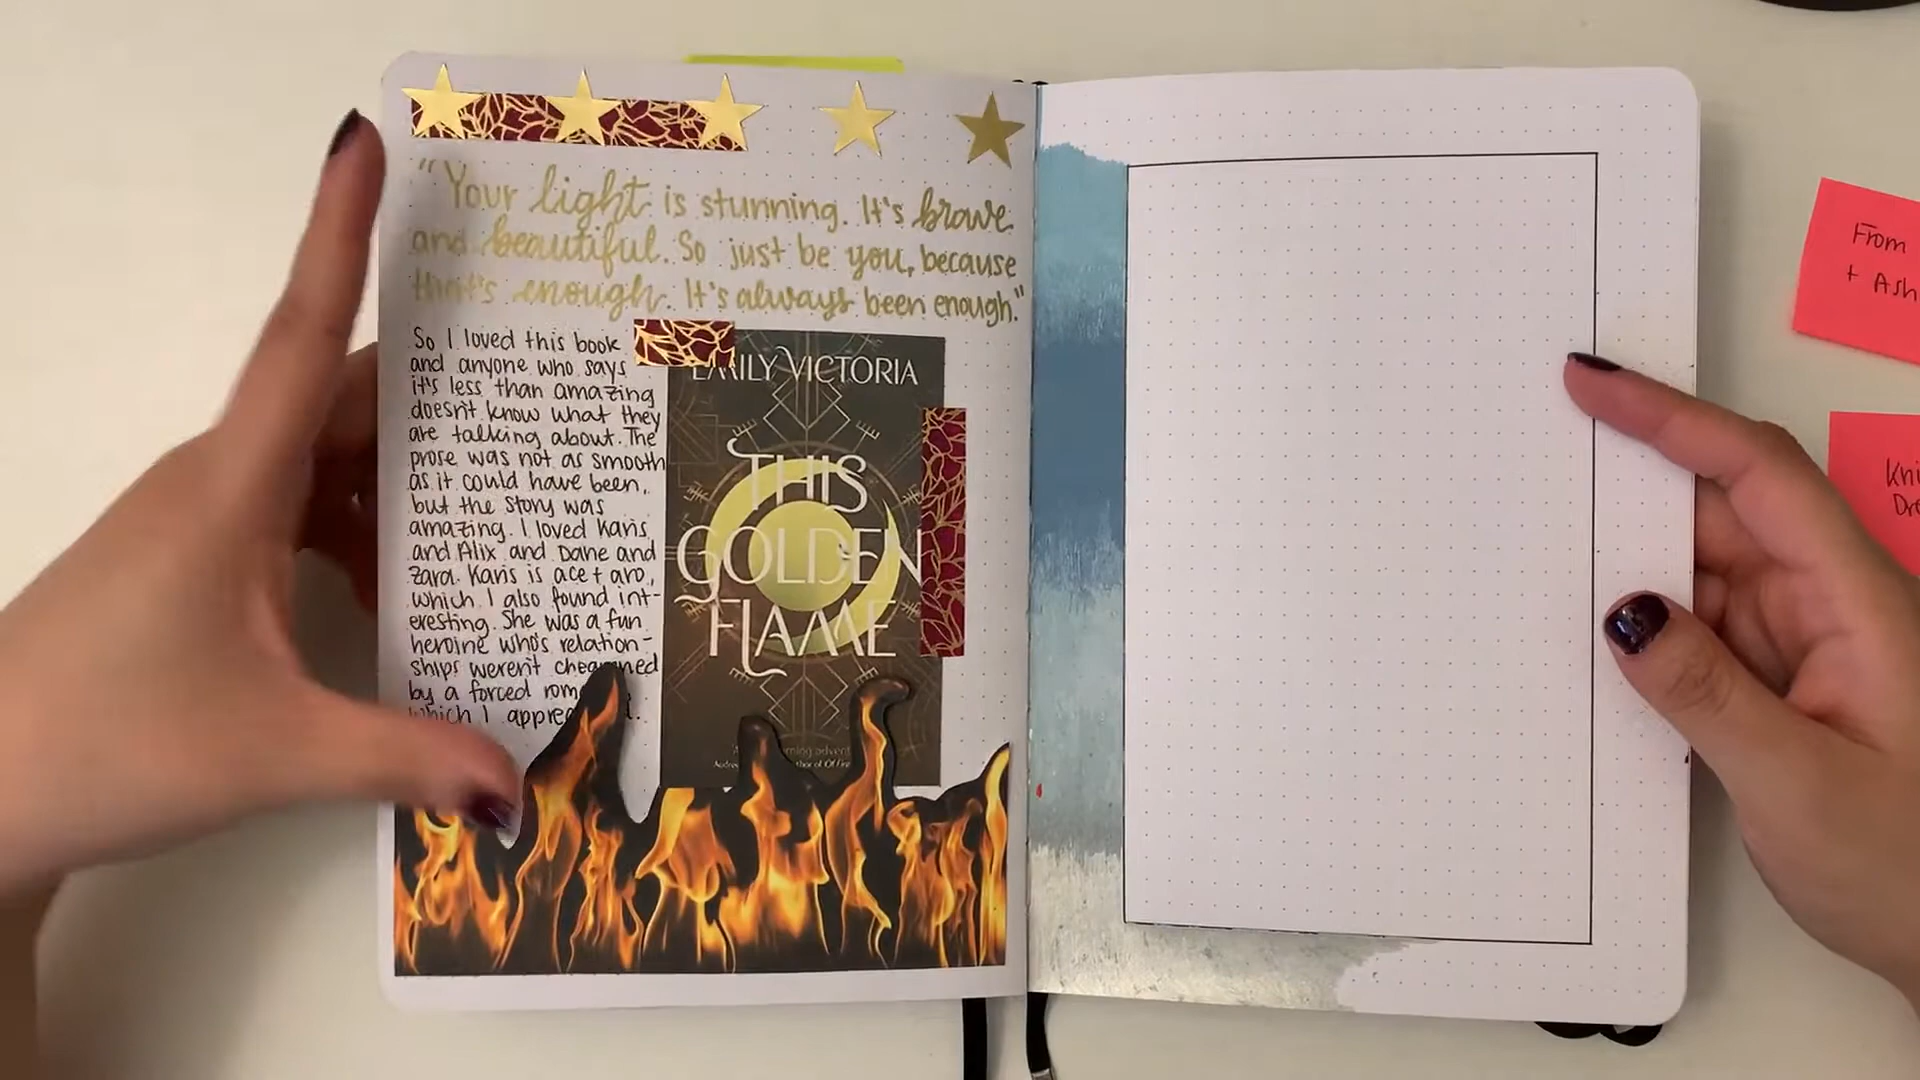 "Your light is stunning. It's brave
and beautiful. So just be you, because
that's enough. It's always been enough."
So I loved this book
and anyone who says
it's less than amazing
doesn't know what they
are talking about. The
prose was not as smooth
as it could have been,
but the story was
amazing. I loved Karis
and Alix and Dane and
Zara. Karis is ace + aro,
which I also found int-
eresting. She was a fun
heroine who's relation-
ships weren't
by a forced
which I
EMILY VICTORIA
THIS
GOLDEN
FLAME
From
+ Ash